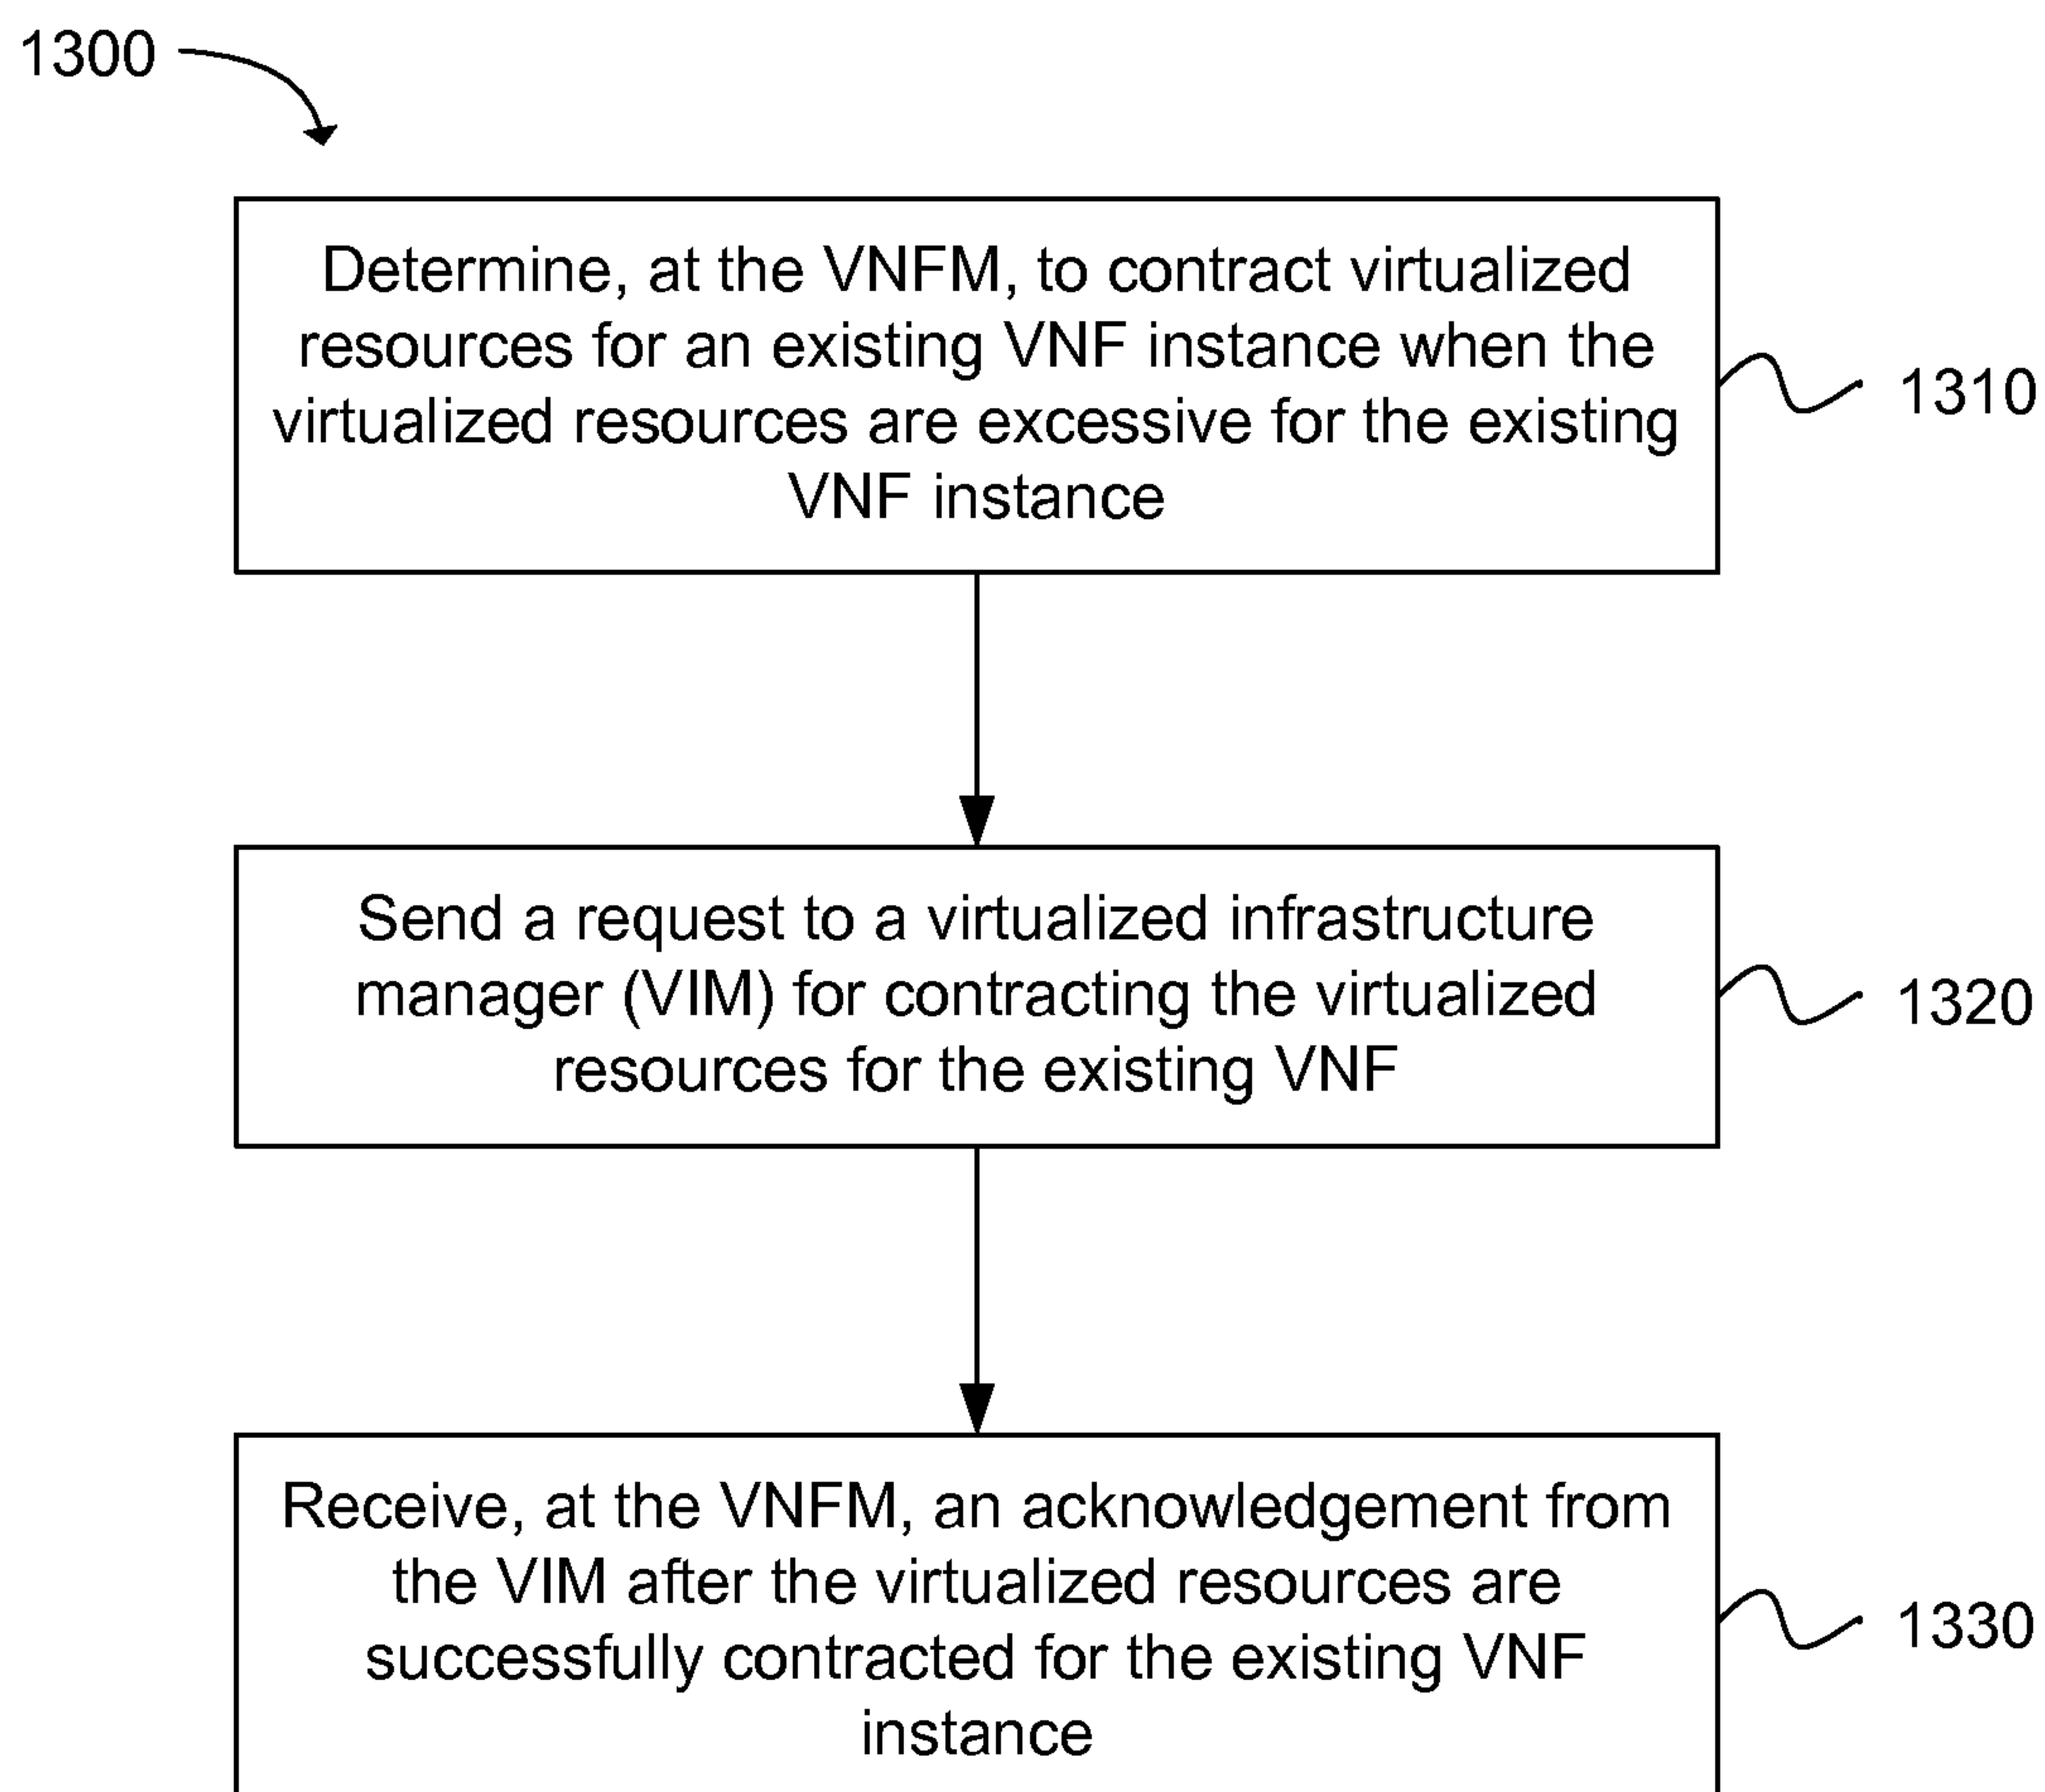 1300
Determine, at the VNFM, to contract virtualized
resources for an existing VNF instance when the
virtualized resources are excessive for the existing
VNF instance
1310
Send a request to a virtualized infrastructure
manager (VIM) for contracting the virtualized
resources for the existing VNF
1320
Receive, at the VNFM, an acknowledgement from
the VIM after the virtualized resources are
successfully contracted for the existing VNF
instance
1330